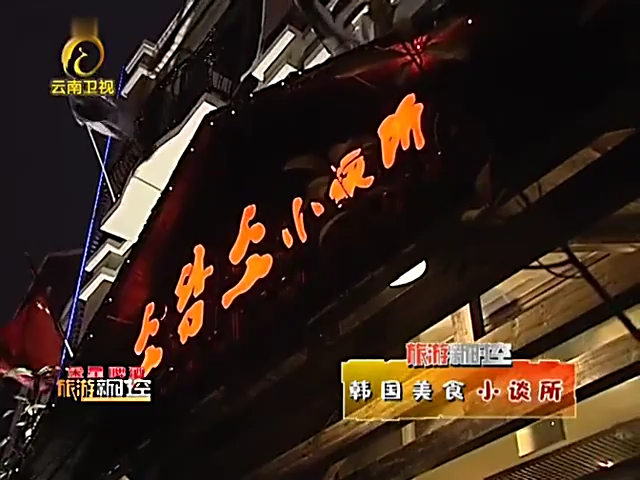 云南卫视
小谈所
旅游新时空
旅游新时空
韩国美食小谈所